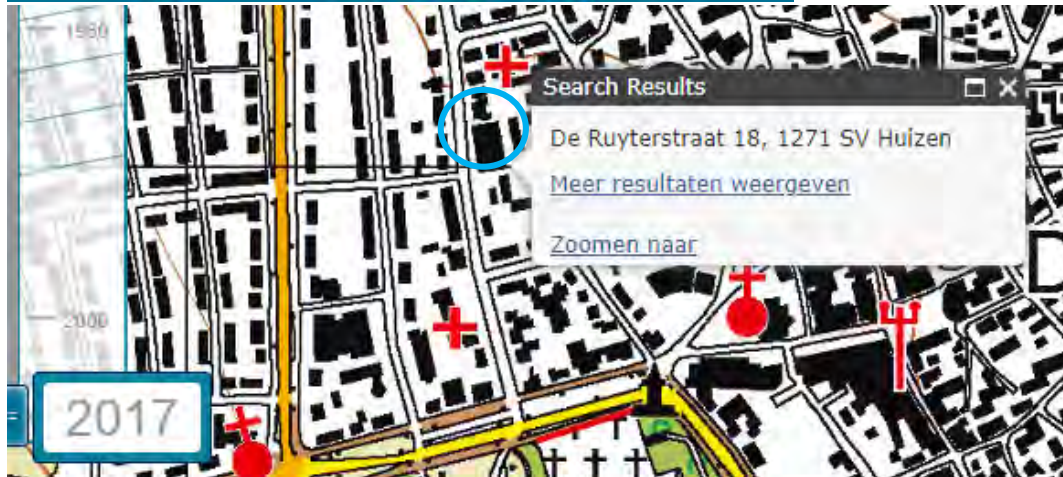 1980
Search Results
De Ruyterstraat 18, 1271 SV Huizen
Meer resultaten weergeven
Zoomen naar
2000
2017